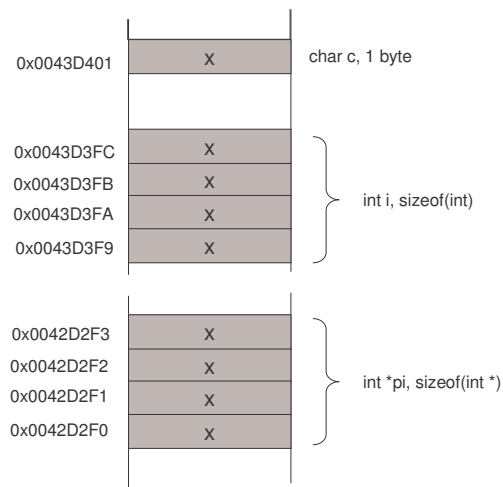 0x0043D401 X char c, 1 byte
0x0043D3FC X
0x0043D3FB X
int i, sizeof(int)
0x0043D3FA X
0x0043D3F9 X
0x0042D2F3 X
0x0042D2F2 X
int *pi, sizeof(int *)
0x0042D2F1 X
0x0042D2F0 X